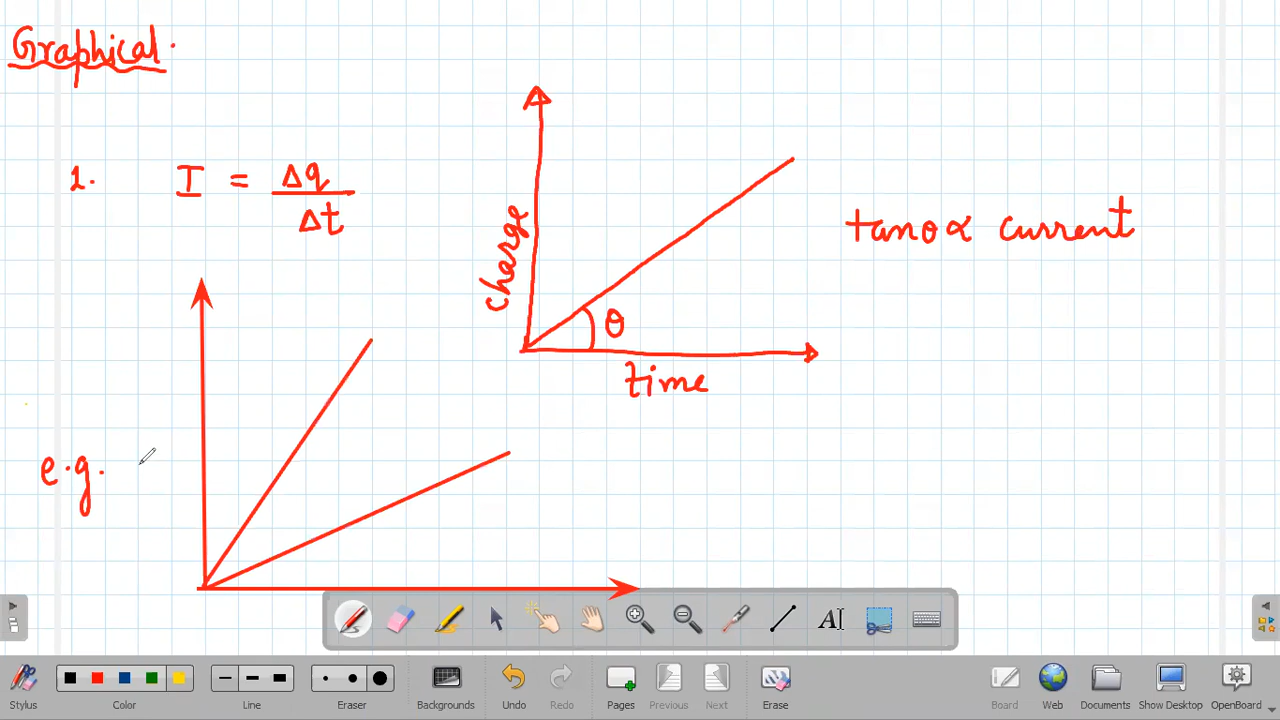 Graphical.
1. I = Δq
Δt
charge
θ
time
tanθ ∝ current
e.g.
Stylus
Color
Line
Eraser
Backgrounds
Undo
Redo
Pages
Previous
Next
Erase
Board
Web
Documents
Show Desktop
OpenBoard